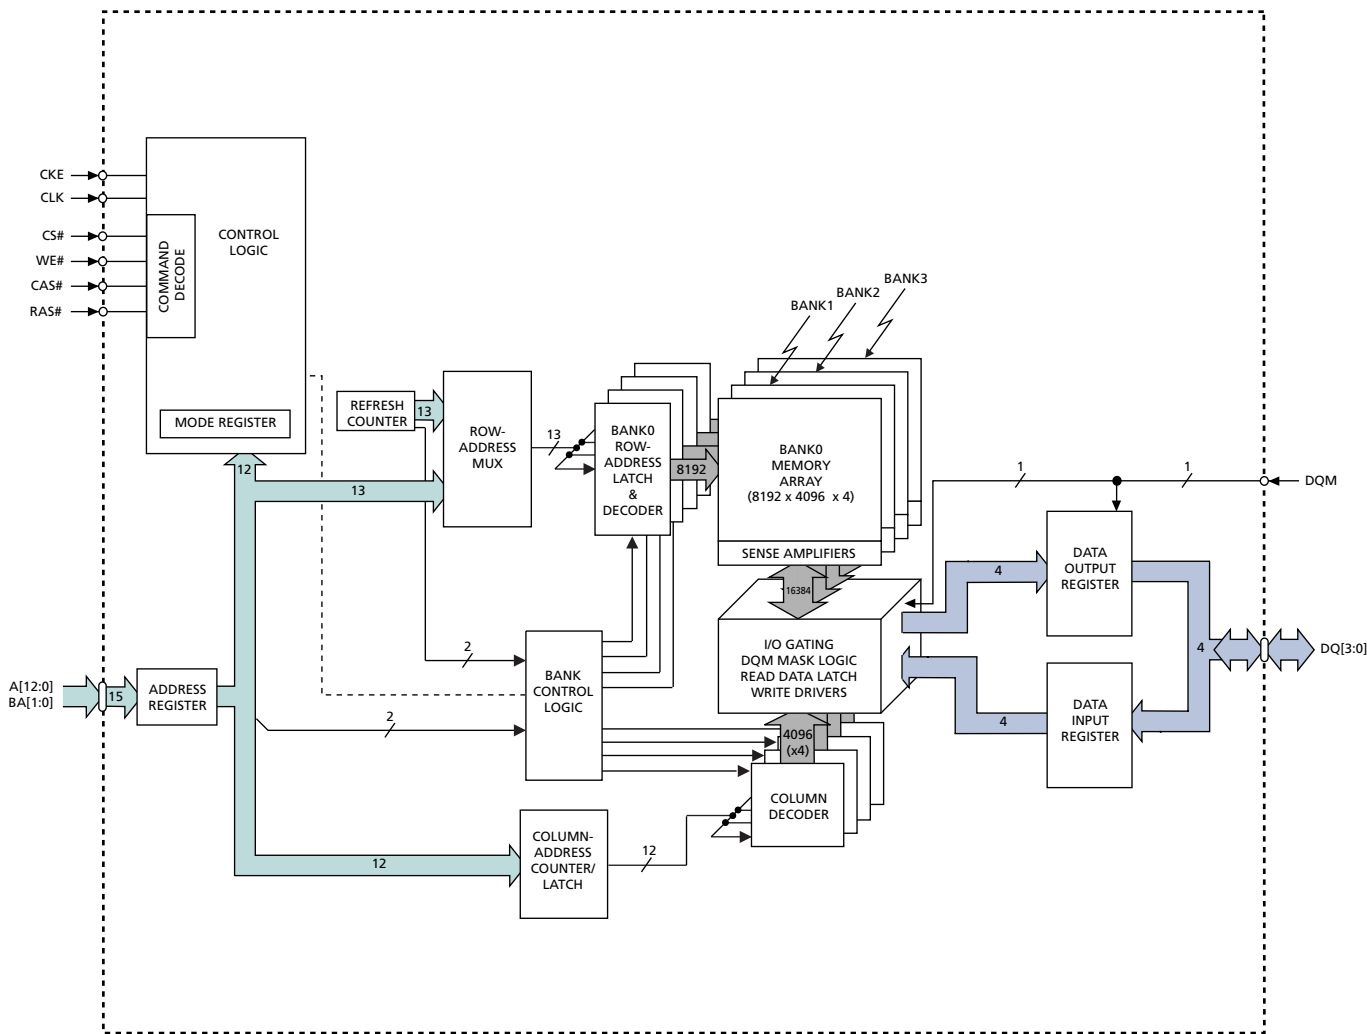 CKE
CLK
CS#
WE#
CAS#
RAS#
COMMAND
DECODE
CONTROL
LOGIC
MODE REGISTER
12
BANK1
BANK2
BANK3
REFRESH
COUNTER
13
ROW-
ADDRESS
MUX
13
13
BANK0
ROW-
ADDRESS
LATCH
&
DECODER
8192
BANK0
MEMORY
ARRAY
(8192 x 4096 x 4)
SENSE AMPLIFIERS
16384
I/O GATING
DQM MASK LOGIC
READ DATA LATCH
WRITE DRIVERS
1
1
DQM
DATA
OUTPUT
REGISTER
4
4
DQ[3:0]
DATA
INPUT
REGISTER
4
A[12:0]
BA[1:0]
15
ADDRESS
REGISTER
2
2
BANK
CONTROL
LOGIC
4096
(x4)
COLUMN
DECODER
COLUMN-
ADDRESS
COUNTER/
LATCH
12
12